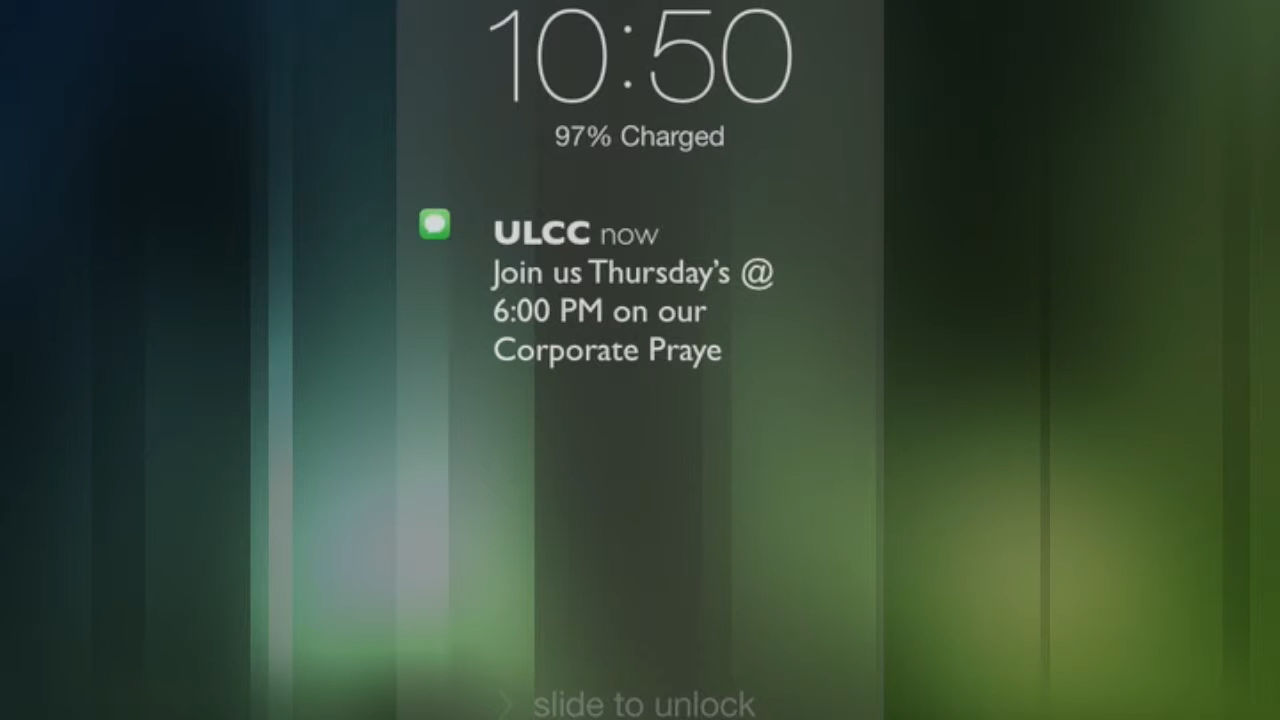 10:50
97% Charged
ULCC now
Join us Thursday’s @
6:00 PM on our
Corporate Praye
slide to unlock